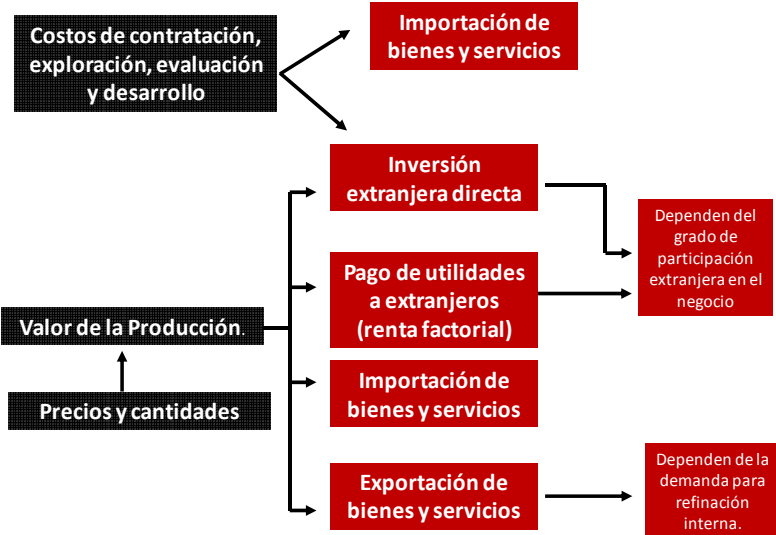 Costos de contratación,
exploración, evaluación
y desarrollo
Importación de
bienes y servicios
Inversión
extranjera directa
Dependen del
grado de
participación
extranjera en el
negocio
Pago de utilidades
a extranjeros
(renta factorial)
Valor de la Producción.
Precios y cantidades
Importación de
bienes y servicios
Exportación de
bienes y servicios
Dependen de la
demanda para
refinación
interna.